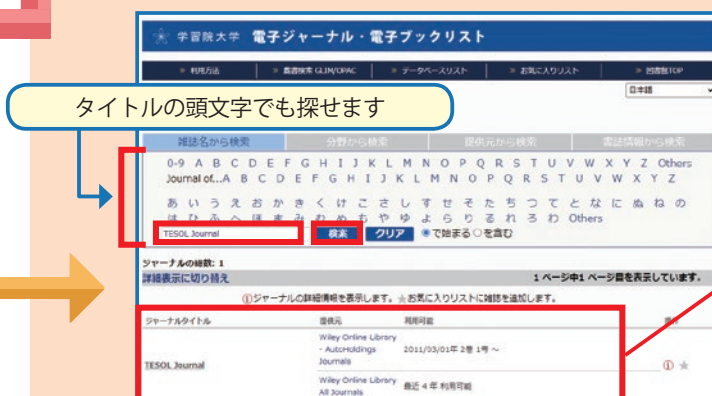 学習院大学 電子ジャーナル・電子ブックリスト
» 利用方法 » 蔵書検索 GLIM/OPAC » データベースリスト » お気に入りリスト » 図書館TOP
日本語
タイトルの頭文字でも探せます
雑誌名から検索 分野から検索 提供元から検索 書誌情報から検索
0-9 A B C D E F G H I J K L M N O P Q R S T U V W X Y Z Others
Journal of...A B C D E F G H I J K L M N O P Q R S T U V W X Y Z
あ い う え お か き く け こ さ し す せ そ た ち つ て と な に ぬ ね の
は ひ ふ へ ほ ま み む め も や ゆ よ ら り る れ ろ わ Others
TESOL Journal 検索 クリア で始まる を含む
ジャーナルの総数: 1
詳細表示に切り替え 1 ページ中1 ページ目を表示しています。
①ジャーナルの詳細情報を表示します。☆お気に入りリストに雑誌を追加します。
ジャーナルタイトル 提供元 利用可能 操作
Wiley Online Library
- AutoHoldings 2011/03/01年 2巻 1号 ～
Journals
TESOL Journal ① ★
Wiley Online Library 最近 4 年 利用可能
All Journals